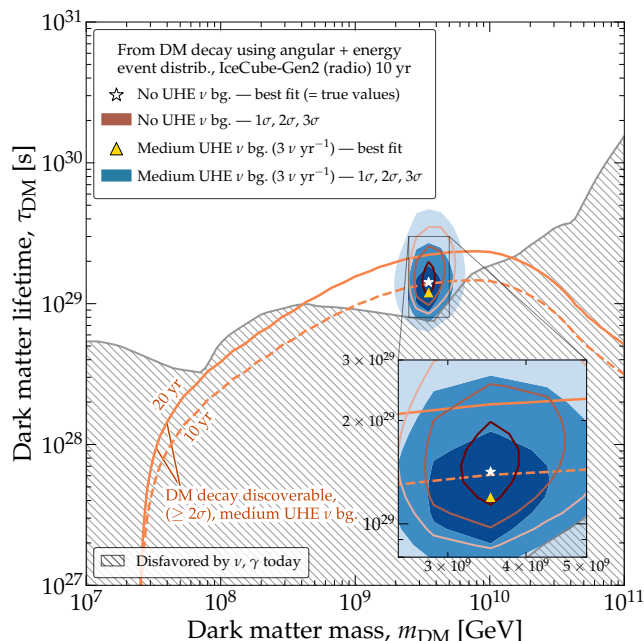 From DM decay using angular + energy
event distrib., IceCube-Gen2 (radio) 10 yr
No UHE ν bg. — best fit (= true values)
No UHE ν bg. — 1σ, 2σ, 3σ
Medium UHE ν bg. (3 ν yr⁻¹) — best fit
Medium UHE ν bg. (3 ν yr⁻¹) — 1σ, 2σ, 3σ
Dark matter lifetime, τ_DM [s]
10³¹
10³⁰
10²⁹
10²⁸
10²⁷
20 yr
10 yr
DM decay discoverable,
(≥ 2σ), medium UHE ν bg.
Disfavored by ν, γ today
3 × 10²⁹
2 × 10²⁹
10²⁹
3 × 10⁹
4 × 10⁹
5 × 10⁹
10⁷
10⁸
10⁹
10¹⁰
10¹¹
Dark matter mass, m_DM [GeV]